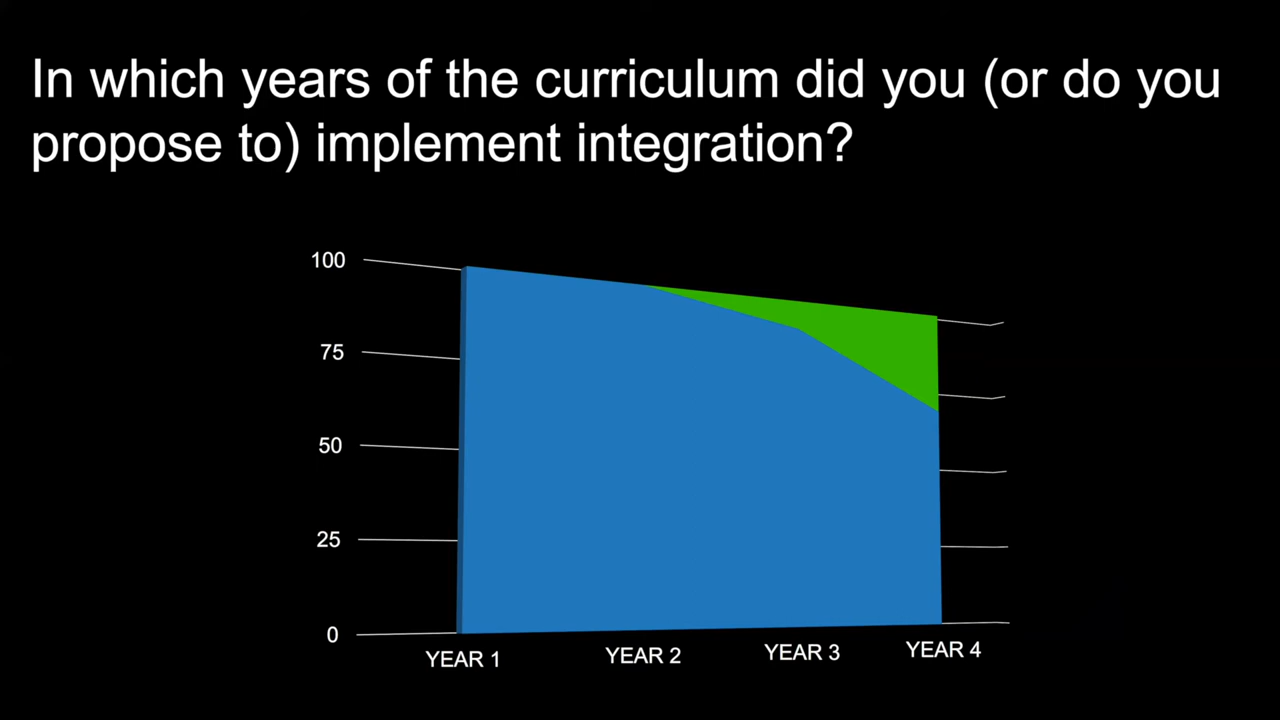 In which years of the curriculum did you (or do you
propose to) implement integration?
100
75
50
25
0
YEAR 1 YEAR 2 YEAR 3 YEAR 4